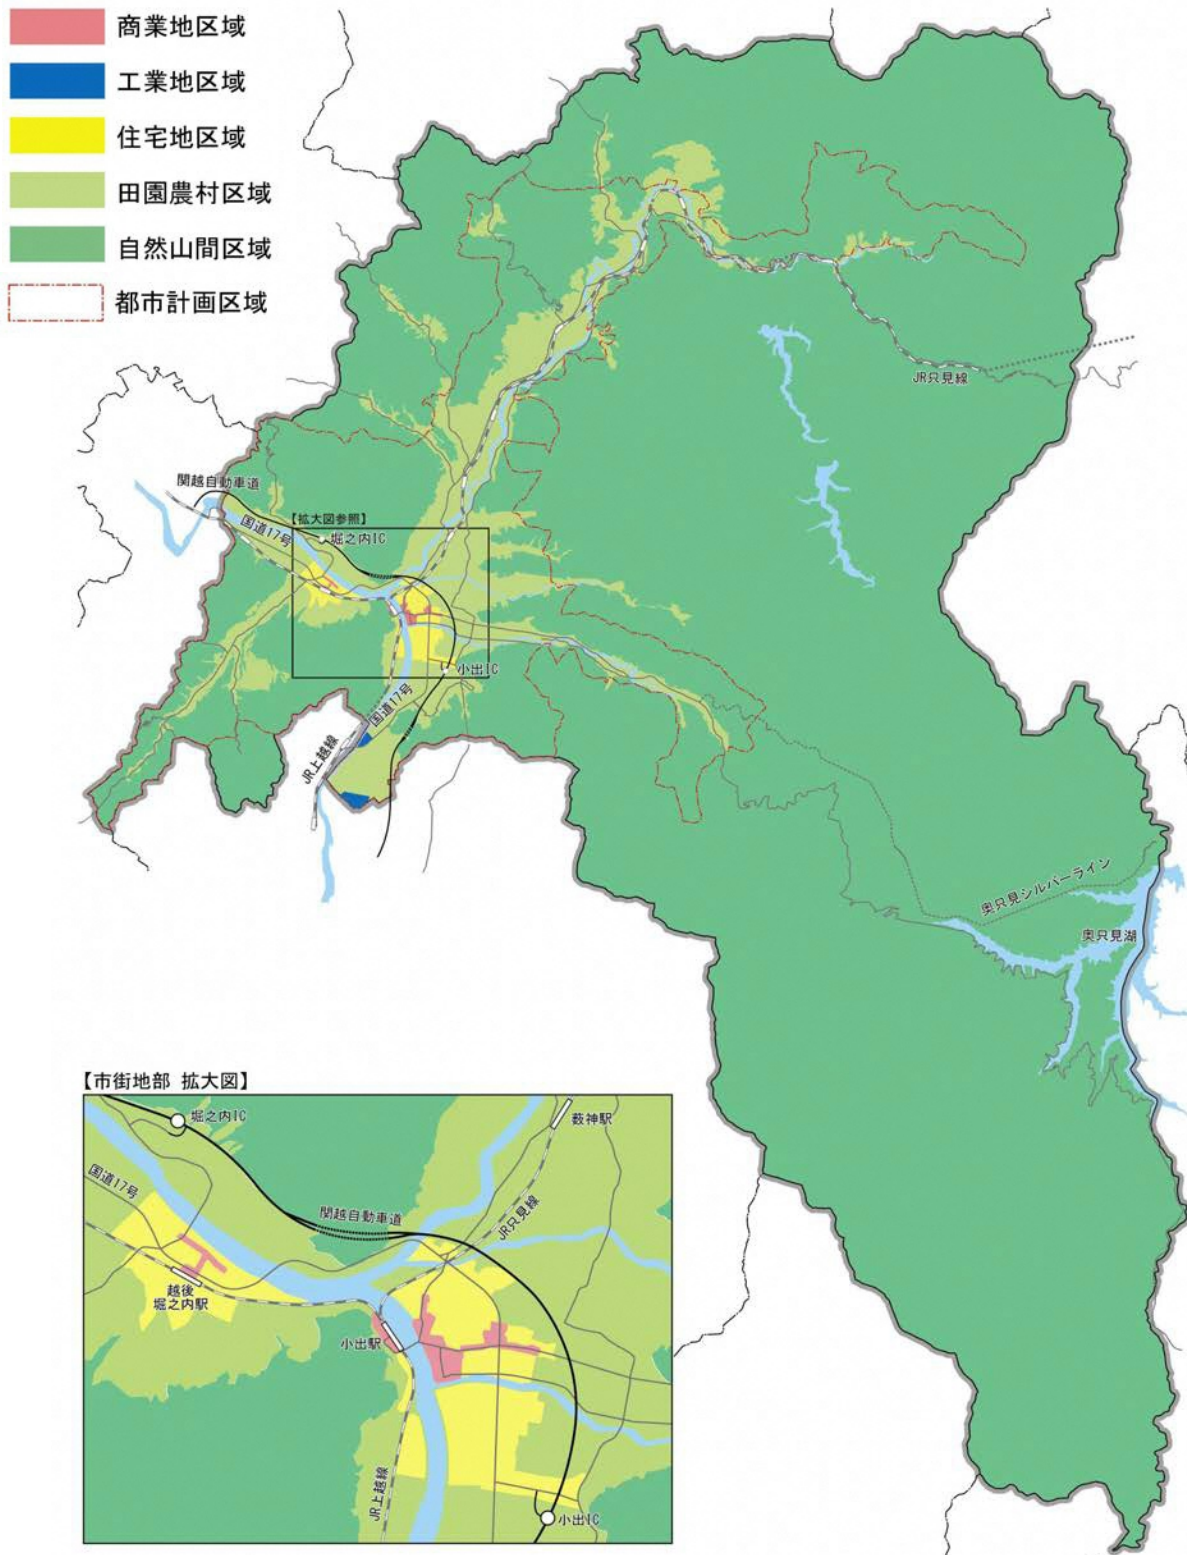 商業地区域
工業地区域
住宅地区域
田園農村区域
自然山間区域
都市計画区域
JR只見線
関越自動車道
国道17号
【拡大図参照】
堀之内IC
小出IC
国道17号
JR上越線
奥只見シルバーライン
奥只見湖
【市街地部 拡大図】
堀之内IC
藪神駅
国道17号
関越自動車道
JR只見線
越後
堀之内駅
小出駅
JR上越線
小出IC